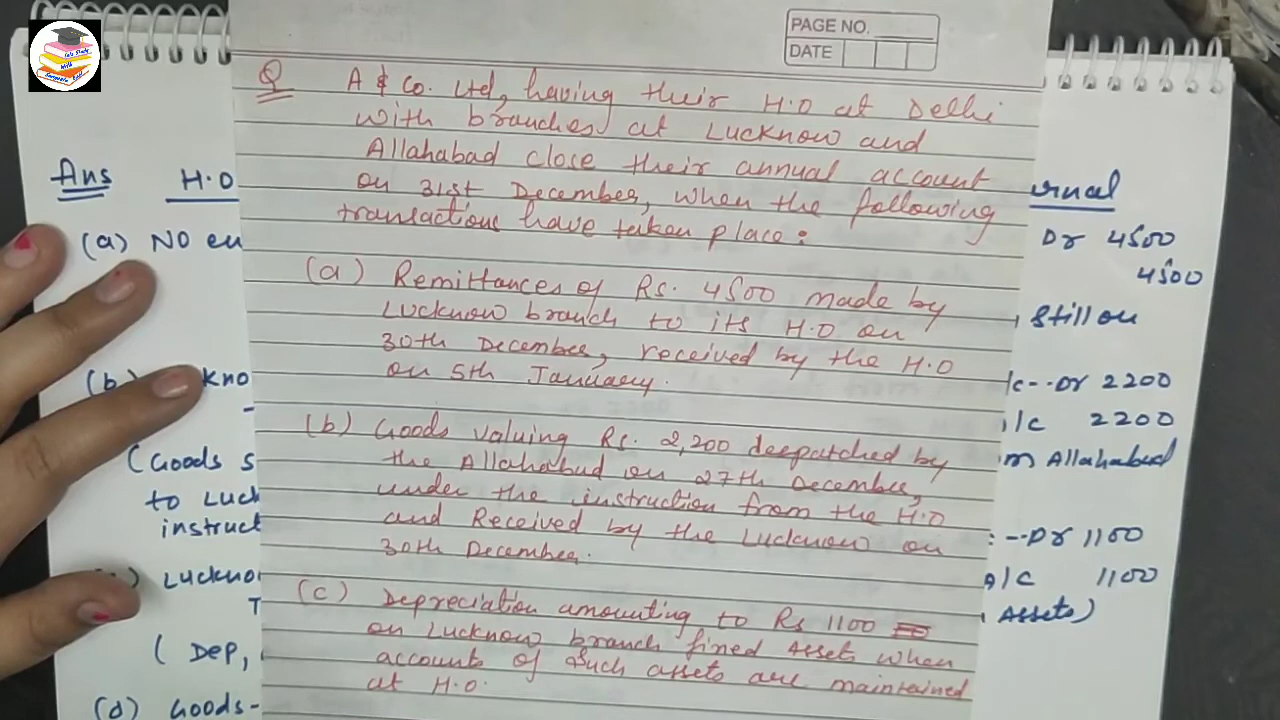 PAGE NO.
DATE
Q A & Co. Ltd, having their H.O at Delhi
with branches at Lucknow and
Allahabad close their annual account
on 31st December, when the following
transactions have taken place:
(a) Remittances of Rs. 4500 made by
Lucknow branch to its H.O on
30th December, received by the H.O
on 5th January.
(b) Goods valuing Rs. 2,200 deepatched by
the Allahabad on 27th December,
under the instruction from the H.O
and Received by the Lucknow on
30th December.
(c) Depreciation amounting to Rs 1100
on Lucknow branch fined Assets when
accounts of such assets are maintained
at H.O.
Ans H.O
(a) NO en
(b) kno
(Goods s
to Luck
instruct
) Luckno
T
( Dep,
(d) Goods-
urnal
Dr 4500
4500
, still on
/c--Dr 2200
/c 2200
m Allahabad
: --Dr 1100
A/c 1100
Assets)